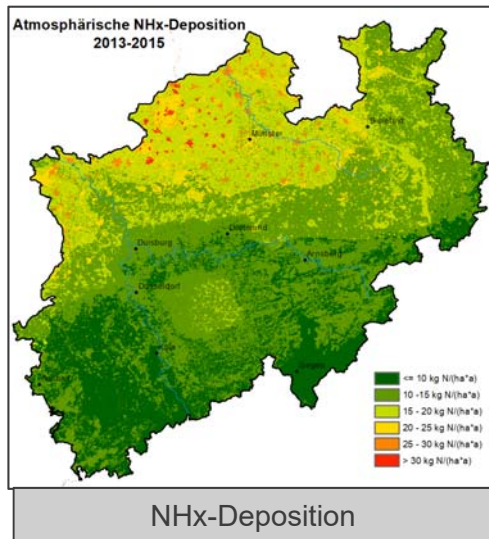 Atmosphärische NHx-Deposition
2013-2015
Münster
Bielefeld
Dortmund
Duisburg
Arnsberg
Düsseldorf
Siegen
<= 10 kg N/(ha*a)
10 -15 kg N/(ha*a)
15 - 20 kg N/(ha*a)
20 - 25 kg N/(ha*a)
25 - 30 kg N/(ha*a)
> 30 kg N/(ha*a)
NHx-Deposition